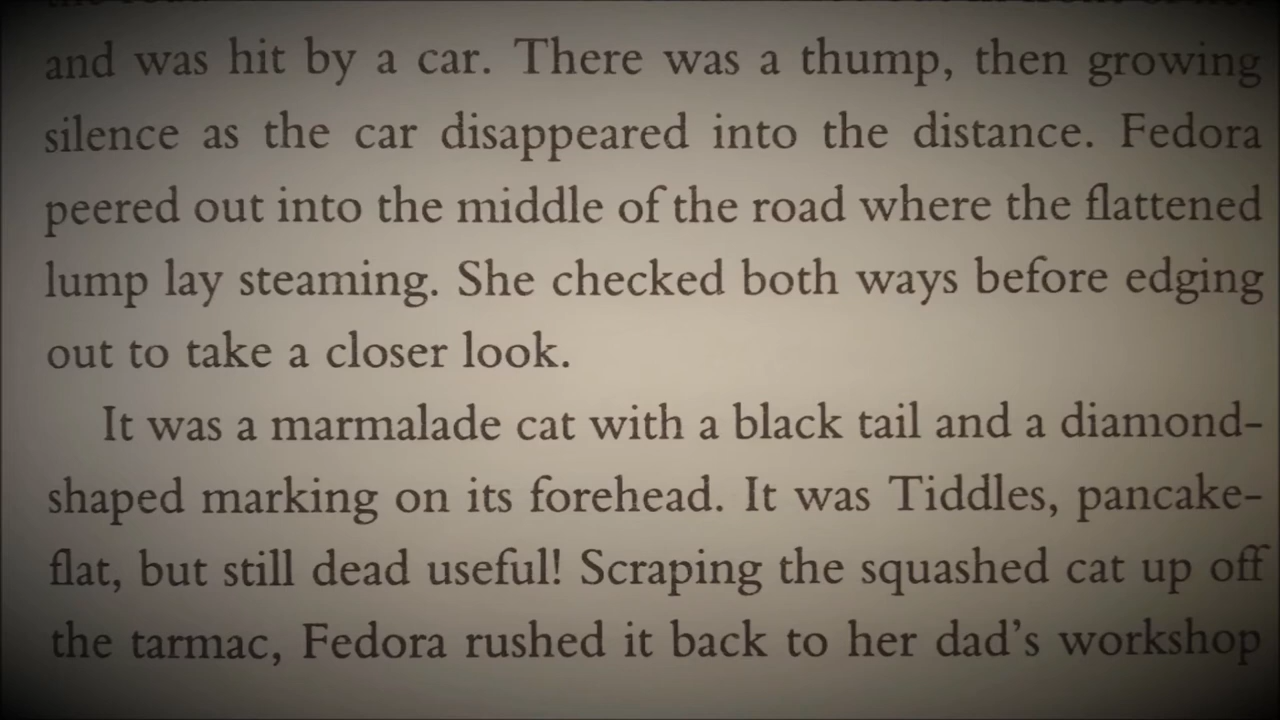 and was hit by a car. There was a thump, then growing
silence as the car disappeared into the distance. Fedora
peered out into the middle of the road where the flattened
lump lay steaming. She checked both ways before edging
out to take a closer look.
It was a marmalade cat with a black tail and a diamond-
shaped marking on its forehead. It was Tiddles, pancake-
flat, but still dead useful! Scraping the squashed cat up off
the tarmac, Fedora rushed it back to her dad's workshop